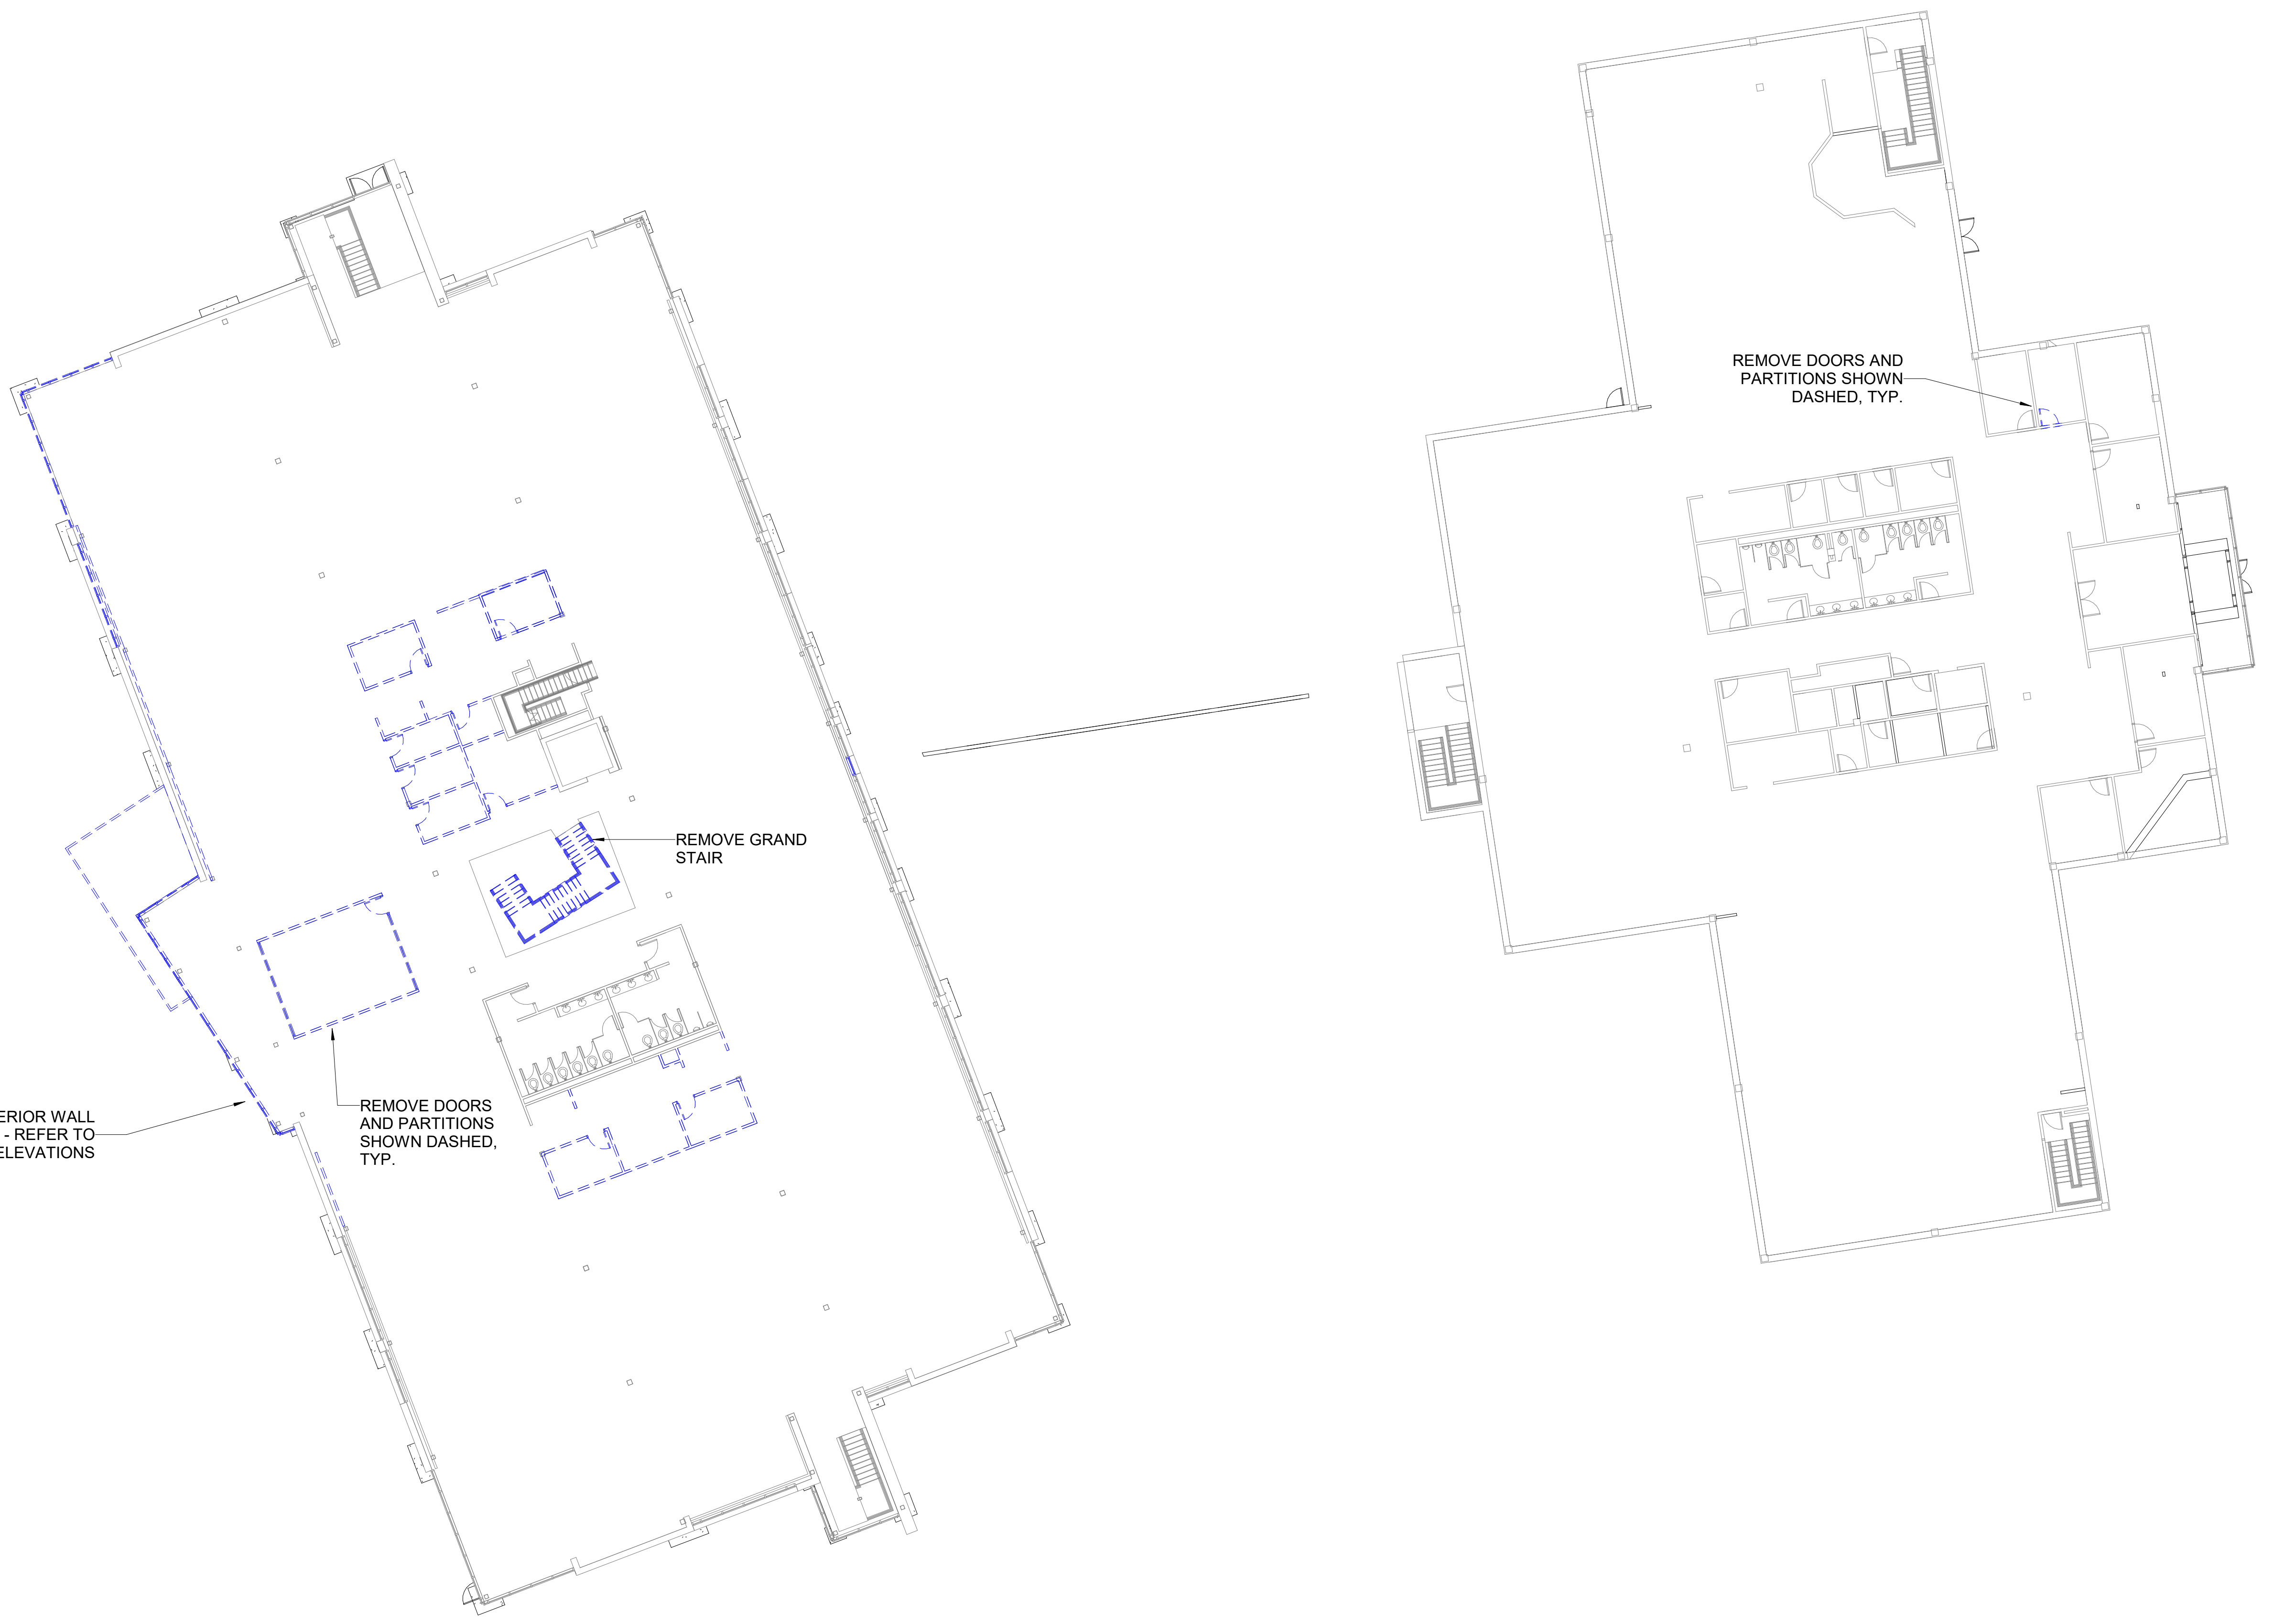 REMOVE DOORS AND
PARTITIONS SHOWN
DASHED, TYP.
REMOVE GRAND
STAIR
REMOVE DOORS
AND PARTITIONS
SHOWN DASHED,
TYP.
ERIOR WALL
- REFER TO
ELEVATIONS